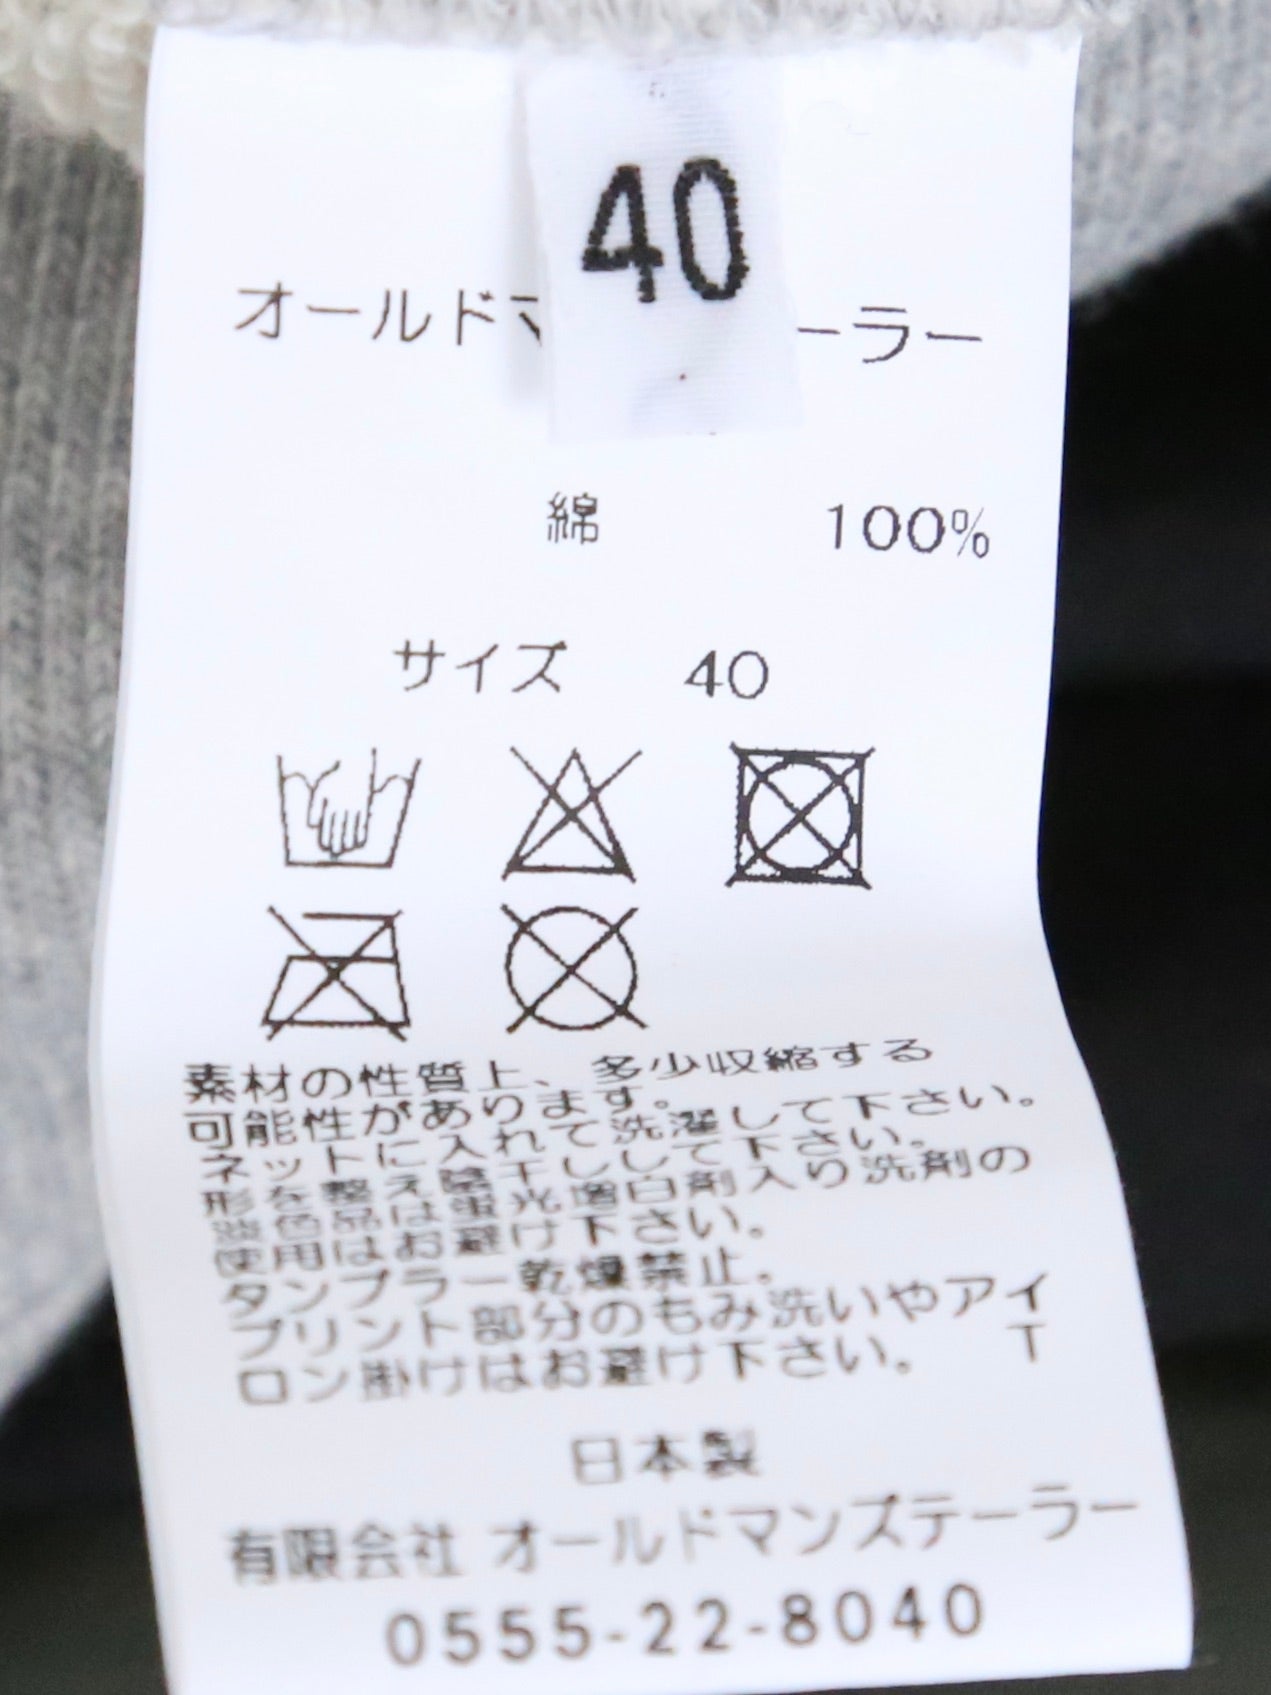 40
オールドマ ーラー
綿 100%
サイズ 40
素材の性質上、多少収縮する
可能性があります。
ネットに入れて洗濯して下さい。
形を整え陰干しして下さい。
淡色品は蛍光増白剤入り洗剤の
使用はお避け下さい。
タンブラー乾燥禁止。
プリント部分のもみ洗いやアイ
ロン掛けはお避け下さい。 T
日本製
有限会社 オールドマンズテーラー
0555-22-8040